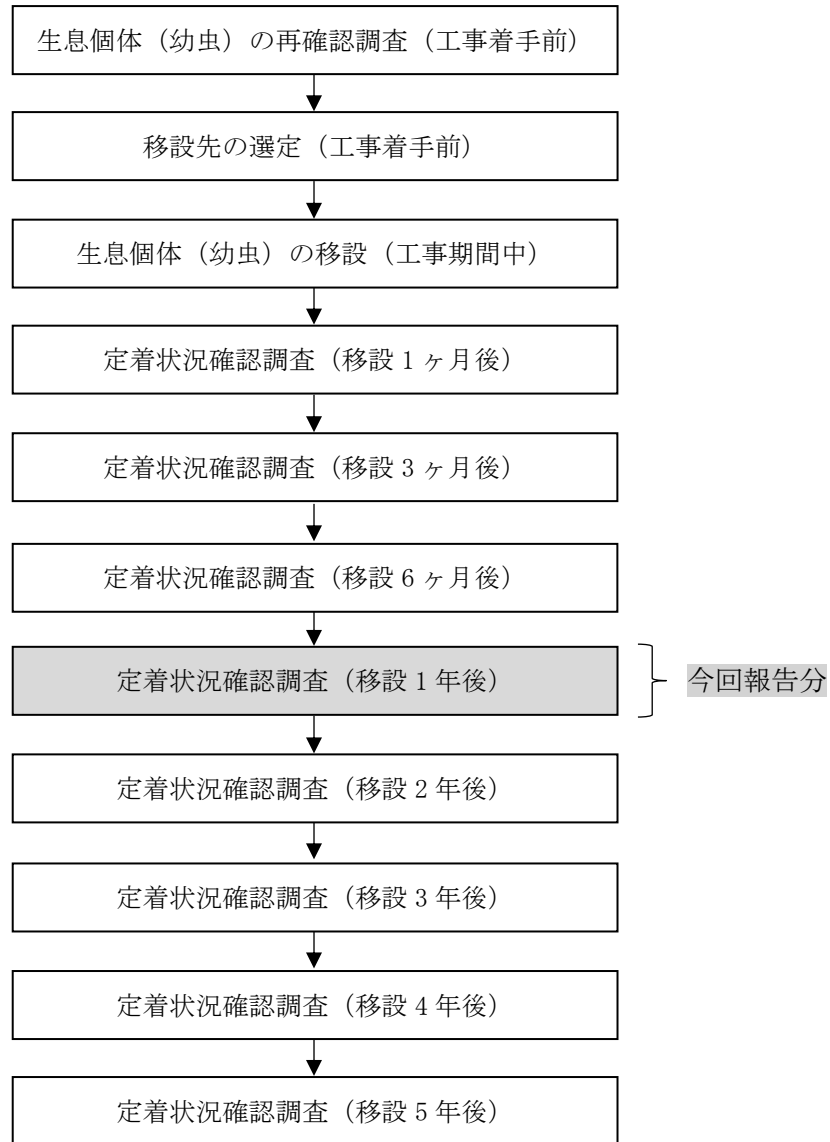 生息個体（幼虫）の再確認調査（工事着手前）
移設先の選定（工事着手前）
生息個体（幼虫）の移設（工事期間中）
定着状況確認調査（移設 1 ヶ月後）
定着状況確認調査（移設 3 ヶ月後）
定着状況確認調査（移設 6 ヶ月後）
定着状況確認調査（移設 1 年後）
今回報告分
定着状況確認調査（移設 2 年後）
定着状況確認調査（移設 3 年後）
定着状況確認調査（移設 4 年後）
定着状況確認調査（移設 5 年後）